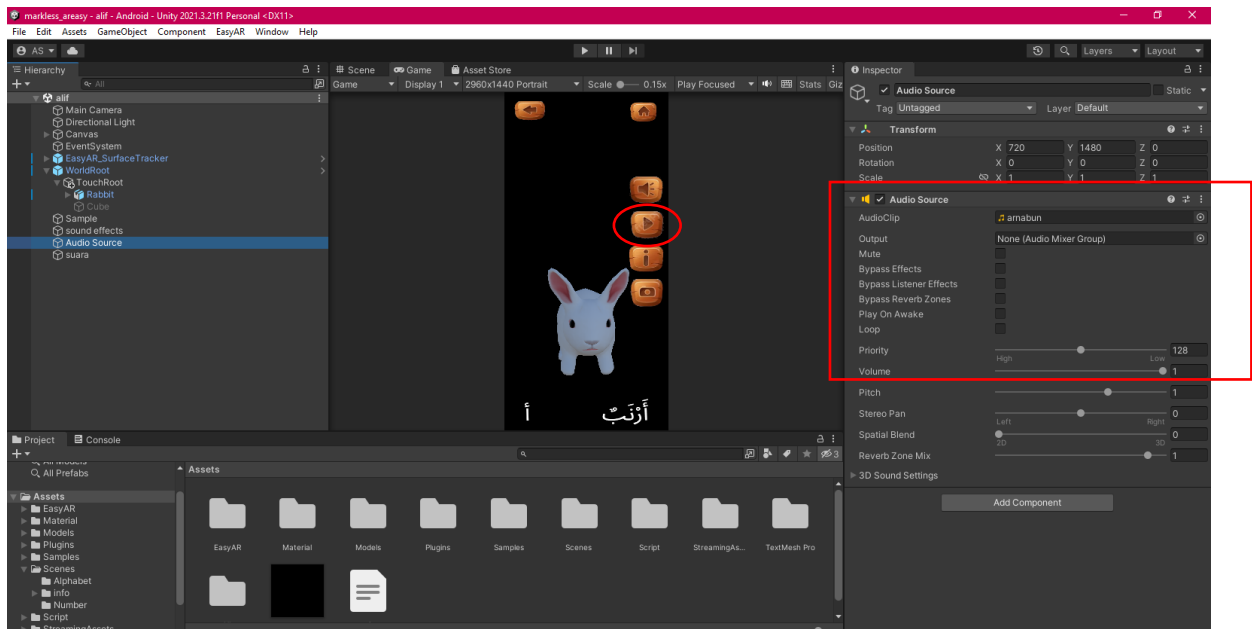 markless_areasy - alif - Android - Unity 2021.3.21f1 Personal <DX11>
File Edit Assets GameObject Component EasyAR Window Help
AS
Layers Layout
Hierarchy
All
alif
Main Camera
Directional Light
Canvas
EventSystem
EasyAR_SurfaceTracker
WorldRoot
TouchRoot
Rabbit
Cube
Sample
sound effects
Audio Source
suara
Scene Game Asset Store
Game Display 1 2960x1440 Portrait Scale 0.15x Play Focused Stats Giz
i
أ أَرْنَبٌ
Inspector
Audio Source Static
Tag Untagged Layer Default
Transform
Position X 720 Y 1480 Z 0
Rotation X 0 Y 0 Z 0
Scale X 1 Y 1 Z 1
Audio Source
AudioClip arnabun
Output None (Audio Mixer Group)
Mute
Bypass Effects
Bypass Listener Effects
Bypass Reverb Zones
Play On Awake
Loop
Priority 128
High Low
Volume 1
Pitch 1
Stereo Pan 0
Left Right
Spatial Blend 0
2D 3D
Reverb Zone Mix 1
3D Sound Settings
Add Component
Project Console
3
All Prefabs
Assets
EasyAR
Material
Models
Plugins
Samples
Scenes
Alphabet
info
Number
Script
Assets
EasyAR Material Models Plugins Samples Scenes Script StreamingAs... TextMesh Pro